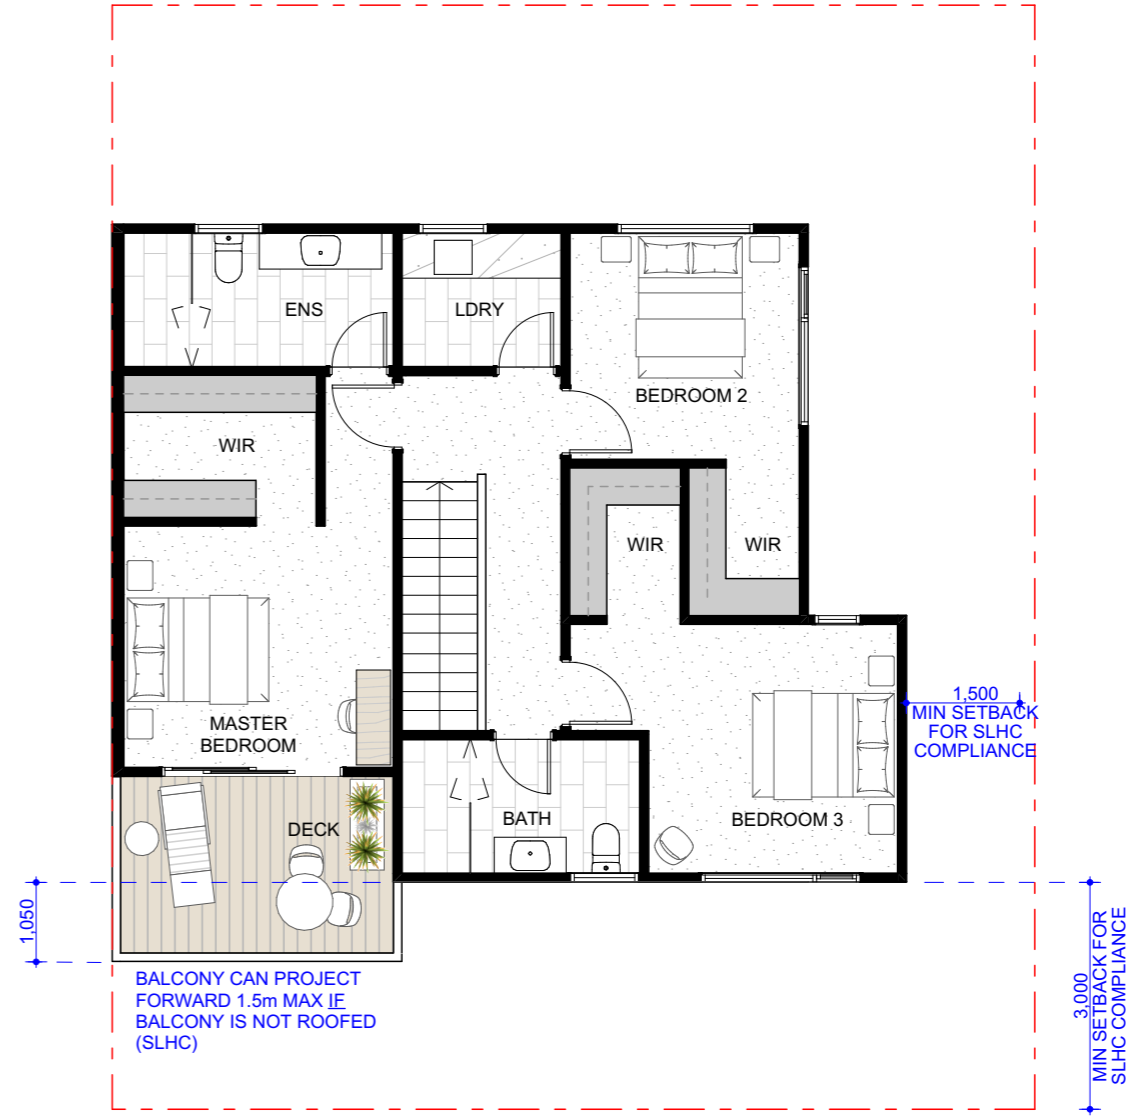 ENS
LDRY
BEDROOM 2
WIR
WIR
WIR
MASTER
BEDROOM
1,500
MIN SETBACK
FOR SLHC
COMPLIANCE
DECK
BATH
BEDROOM 3
1,050
BALCONY CAN PROJECT
FORWARD 1.5m MAX IF
BALCONY IS NOT ROOFED
(SLHC)
3,000
MIN SETBACK FOR
SLHC COMPLIANCE